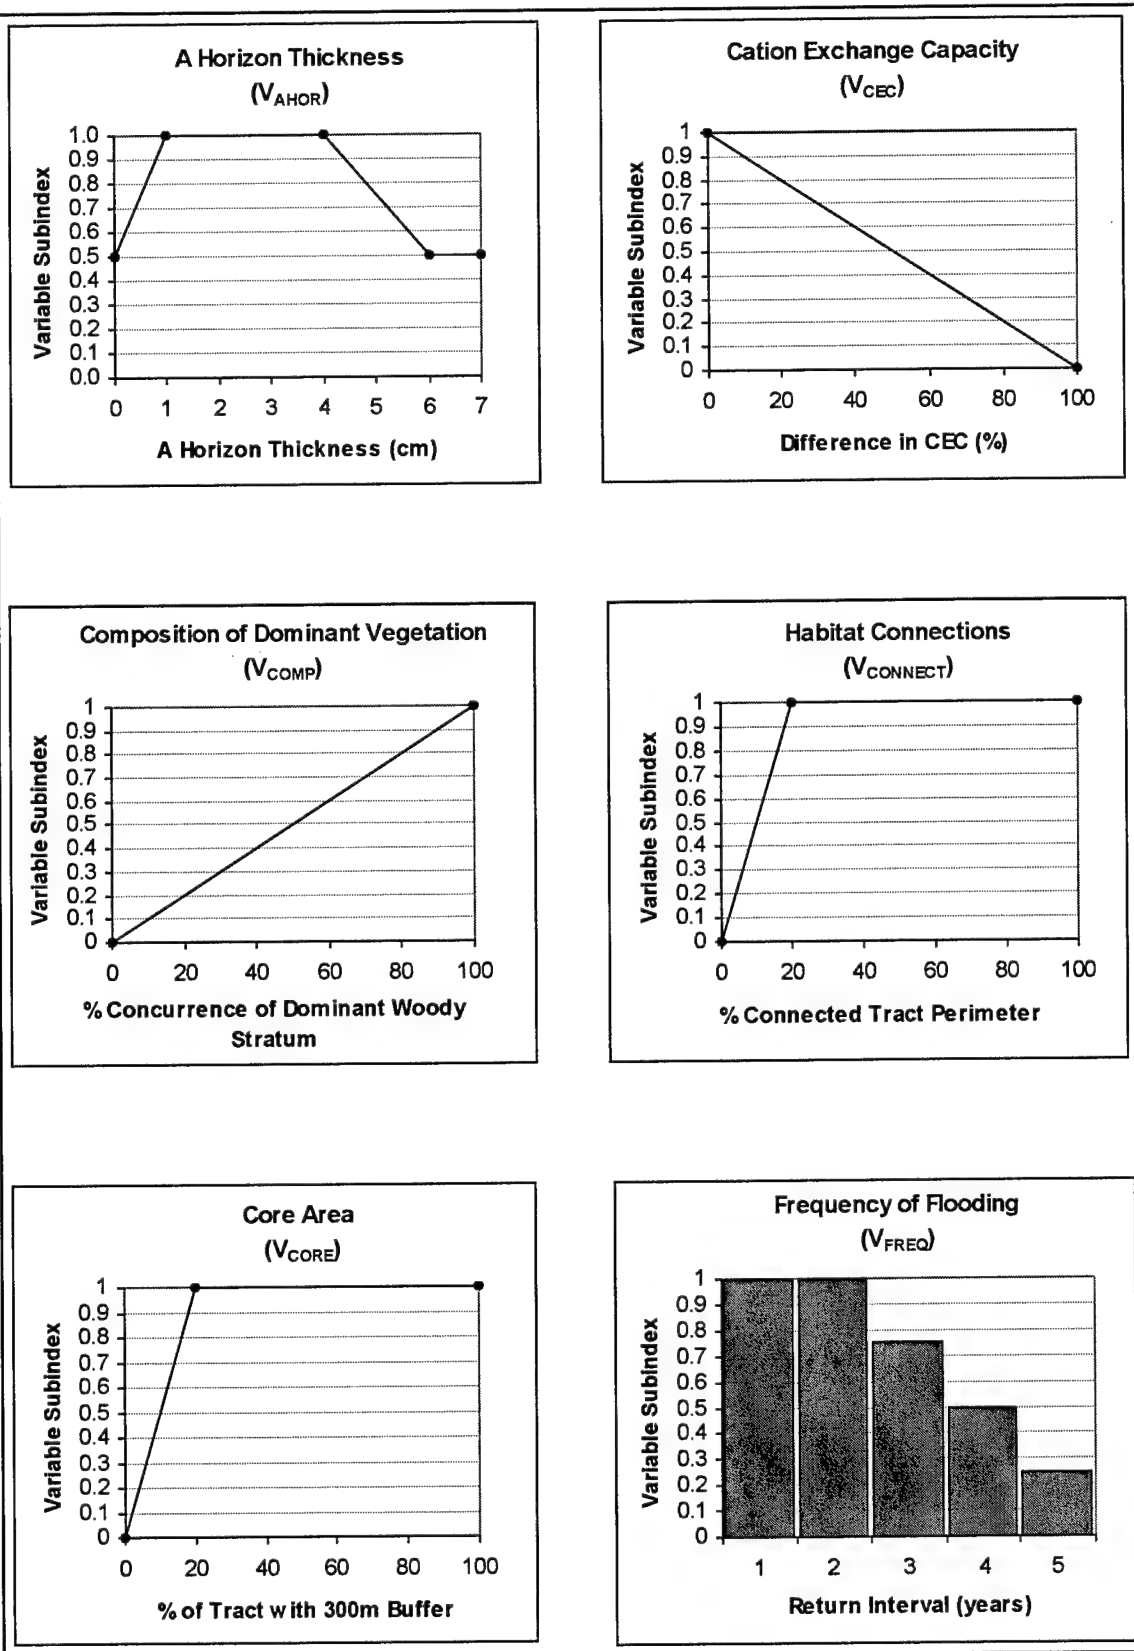 A Horizon Thickness
(V_AHOR)
1.0
0.9
0.8
0.7
0.6
0.5
0.4
0.3
0.2
0.1
0.0
Variable Subindex
0 1 2 3 4 5 6 7
A Horizon Thickness (cm)
Cation Exchange Capacity
(V_CEC)
1
0.9
0.8
0.7
0.6
0.5
0.4
0.3
0.2
0.1
0
Variable Subindex
0 20 40 60 80 100
Difference in CEC (%)
Composition of Dominant Vegetation
(V_COMP)
1
0.9
0.8
0.7
0.6
0.5
0.4
0.3
0.2
0.1
0
Variable Subindex
0 20 40 60 80 100
% Concurrence of Dominant Woody
Stratum
Habitat Connections
(V_CONNECT)
1
0.9
0.8
0.7
0.6
0.5
0.4
0.3
0.2
0.1
0
Variable Subindex
0 20 40 60 80 100
% Connected Tract Perimeter
Core Area
(V_CORE)
1
0.9
0.8
0.7
0.6
0.5
0.4
0.3
0.2
0.1
0
Variable Subindex
0 20 40 60 80 100
% of Tract with 300m Buffer
Frequency of Flooding
(V_FREQ)
1
0.9
0.8
0.7
0.6
0.5
0.4
0.3
0.2
0.1
0
Variable Subindex
1 2 3 4 5
Return Interval (years)